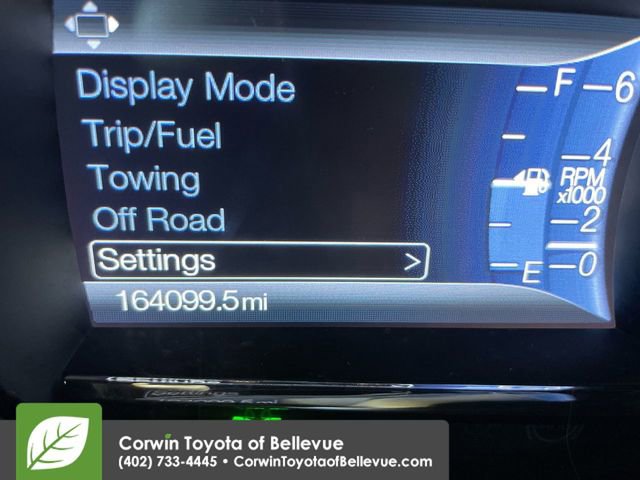 Display Mode
Trip/Fuel
Towing
Off Road
Settings >
164099.5mi
F 6
4
RPM
x1000
2
E 0
Corwin Toyota of Bellevue
(402) 733-4445 • CorwinToyotaofBellevue.com